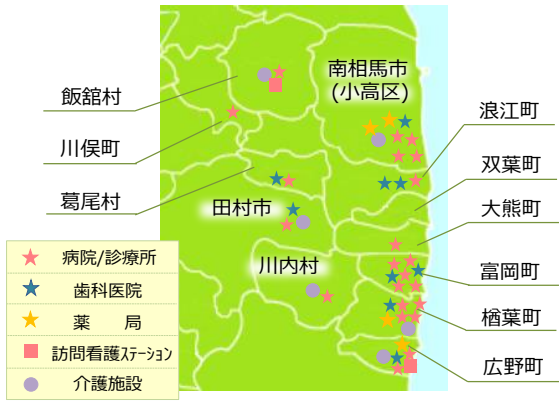 南相馬市
(小高区)
飯舘村
川俣町
葛尾村
田村市
川内村
浪江町
双葉町
大熊町
富岡町
楢葉町
広野町
病院/診療所
歯科医院
薬　局
訪問看護ｽﾃｰｼｮﾝ
介護施設